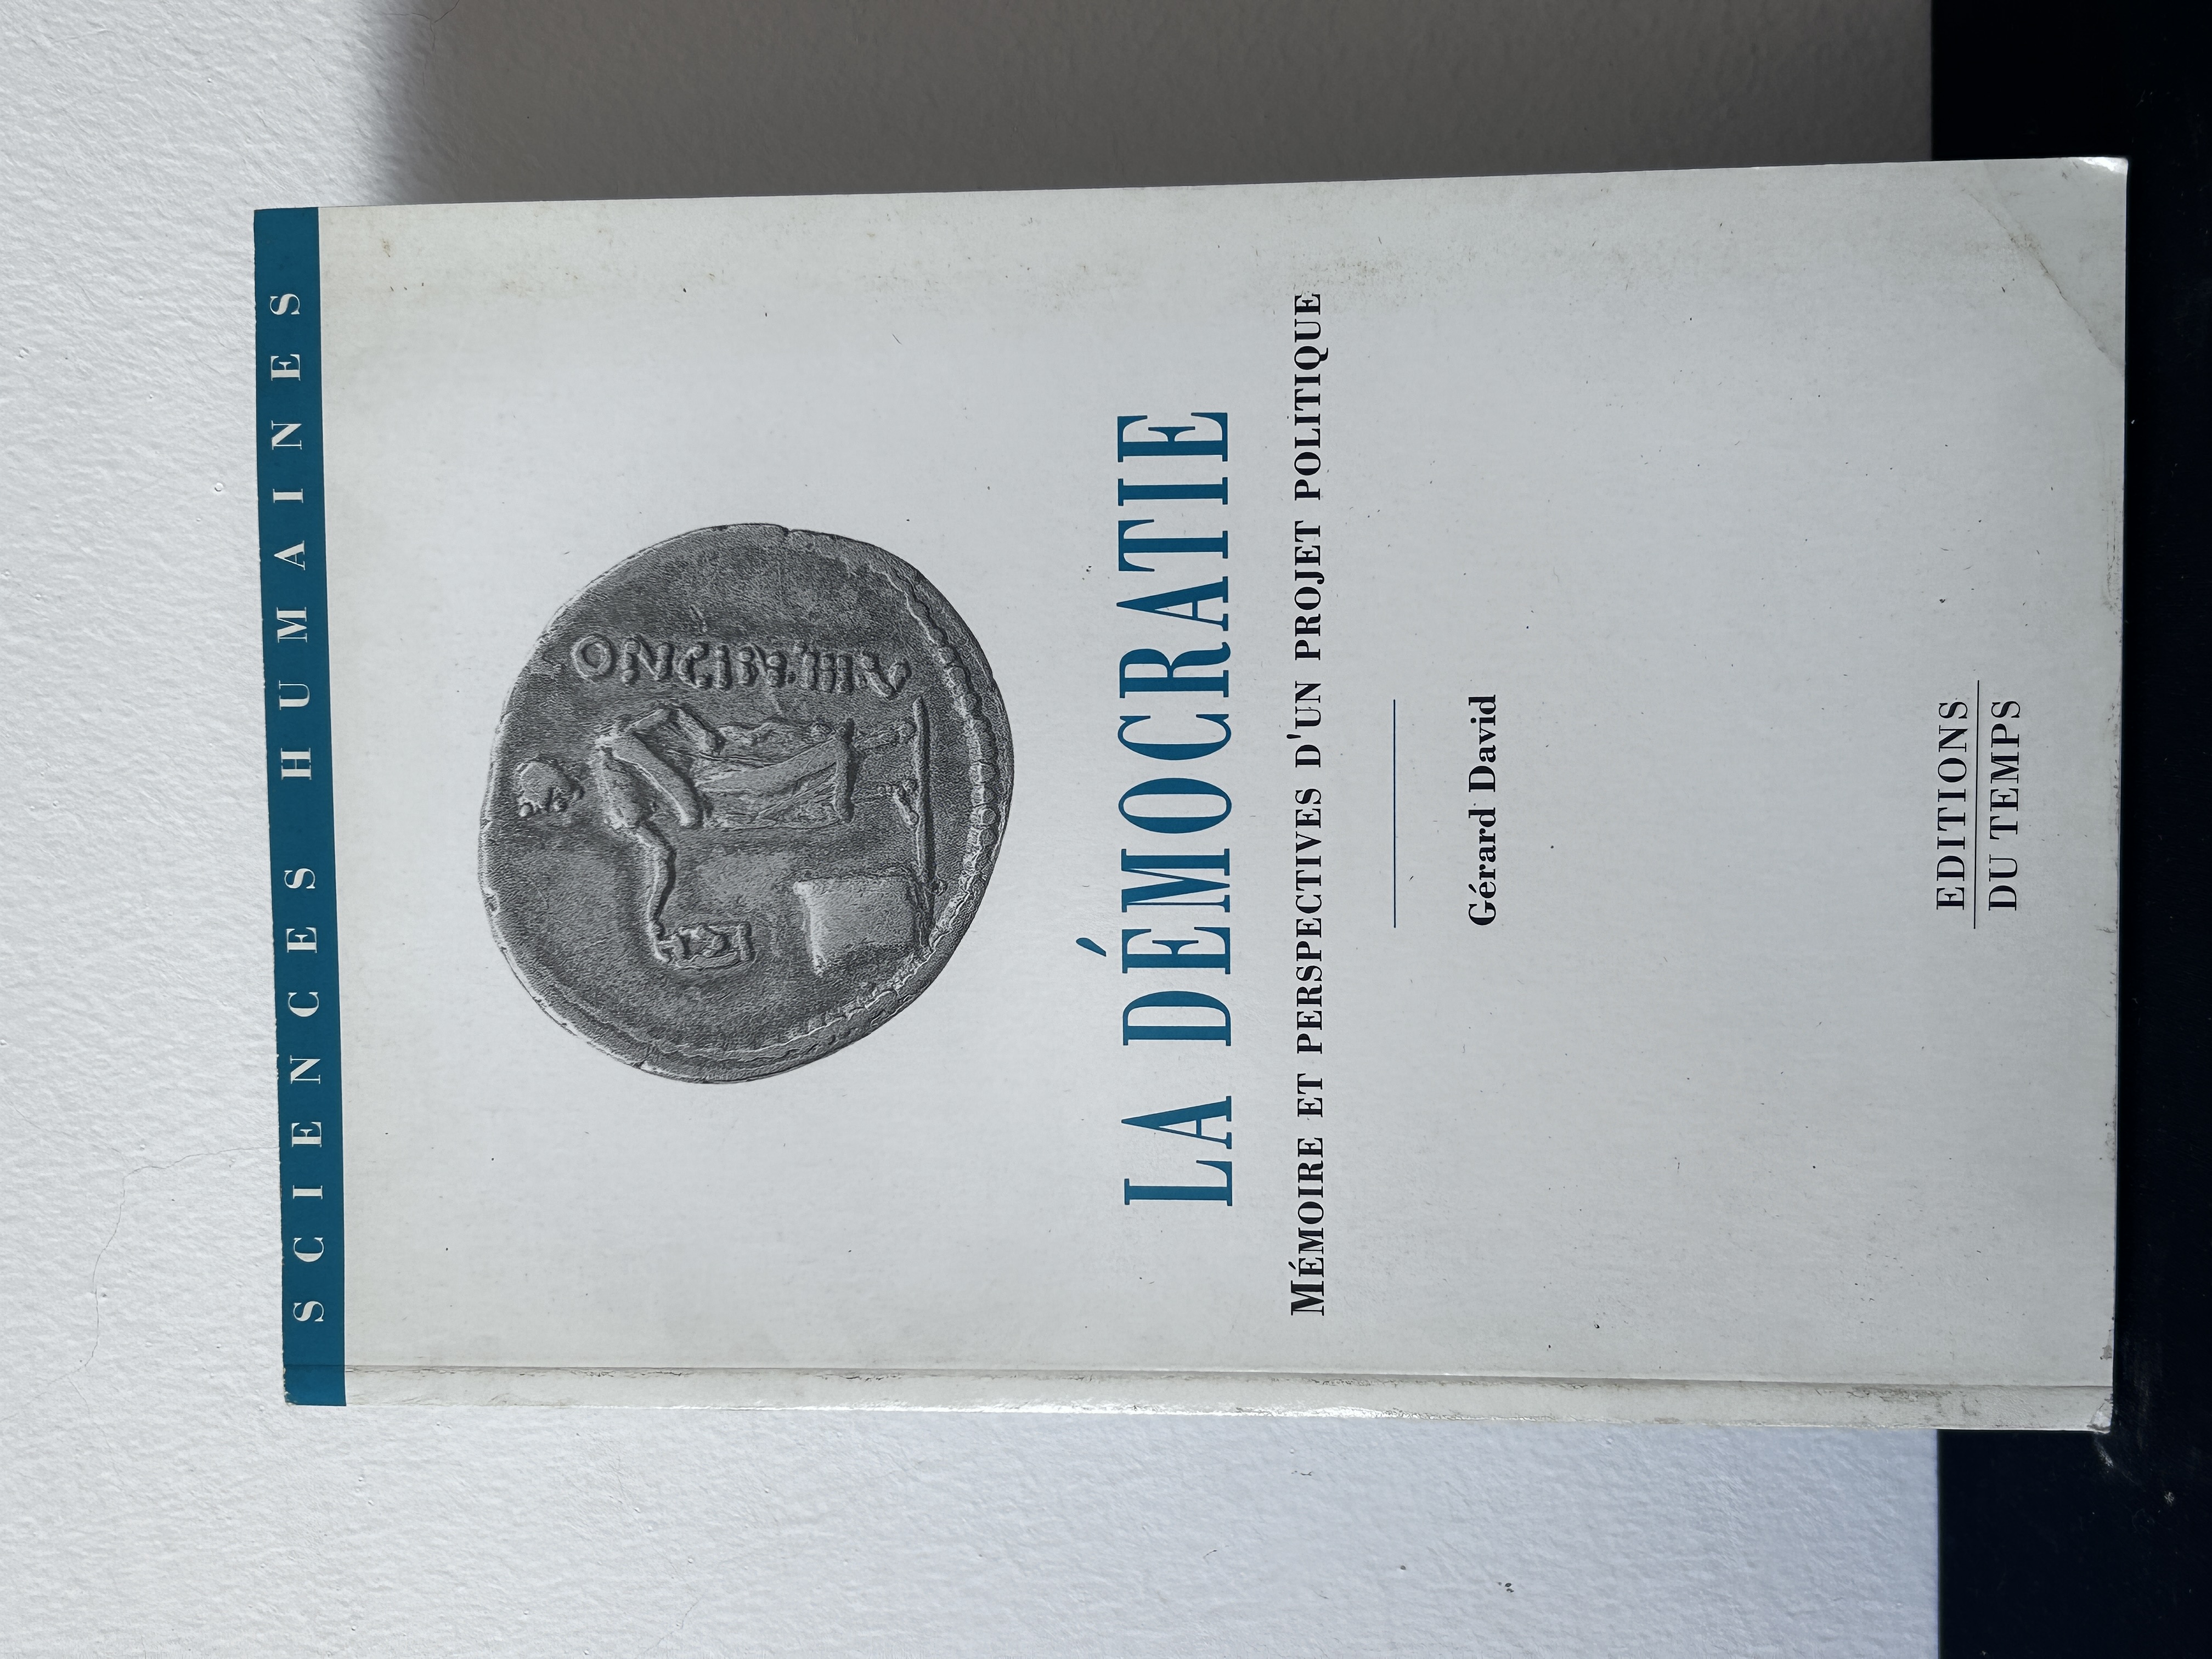 SCIENCES HUMAINES
LA DÉMOCRATIE
MÉMOIRE ET PERSPECTIVES D'UN PROJET POLITIQUE
Gérard David
EDITIONS
DU TEMPS